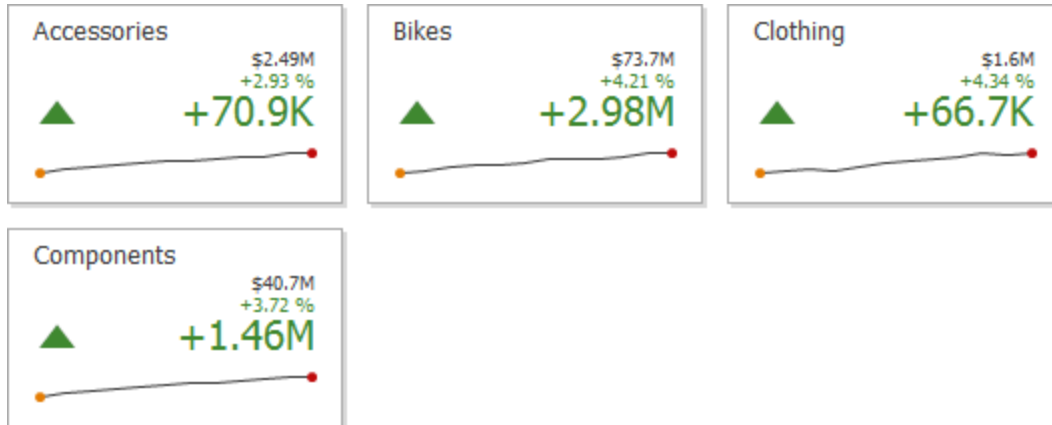 Accessories
$2.49M
+2.93 %
+70.9K
Bikes
$73.7M
+4.21 %
+2.98M
Clothing
$1.6M
+4.34 %
+66.7K
Components
$40.7M
+3.72 %
+1.46M